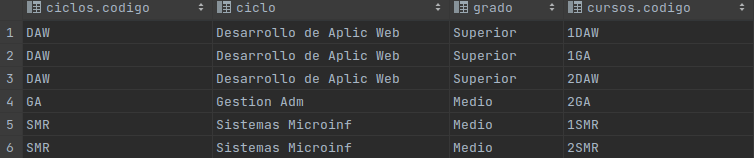 ciclos.codigo ciclo grado cursos.codigo
1 DAW Desarrollo de Aplic Web Superior 1DAW
2 DAW Desarrollo de Aplic Web Superior 1GA
3 DAW Desarrollo de Aplic Web Superior 2DAW
4 GA Gestion Adm Medio 2GA
5 SMR Sistemas Microinf Medio 1SMR
6 SMR Sistemas Microinf Medio 2SMR